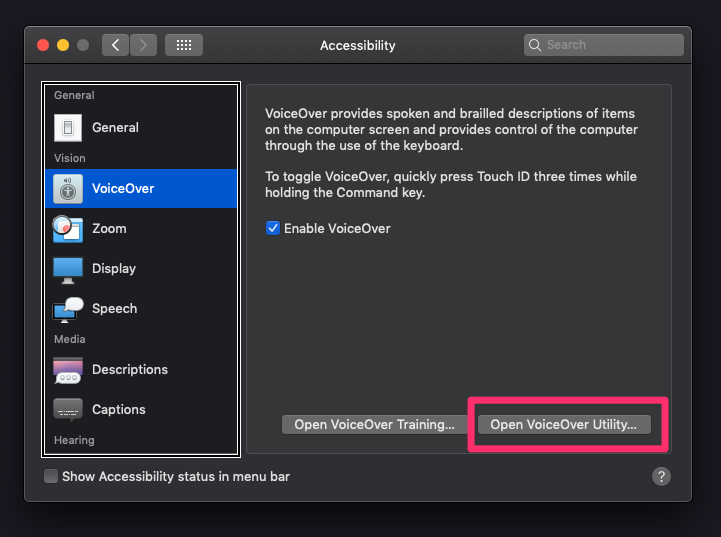 Accessibility
Search
General
General
Vision
VoiceOver
Zoom
Display
Speech
Media
Descriptions
Captions
Hearing
VoiceOver provides spoken and brailled descriptions of items
on the computer screen and provides control of the computer
through the use of the keyboard.
To toggle VoiceOver, quickly press Touch ID three times while
holding the Command key.
Enable VoiceOver
Open VoiceOver Training...
Open VoiceOver Utility...
Show Accessibility status in menu bar
?